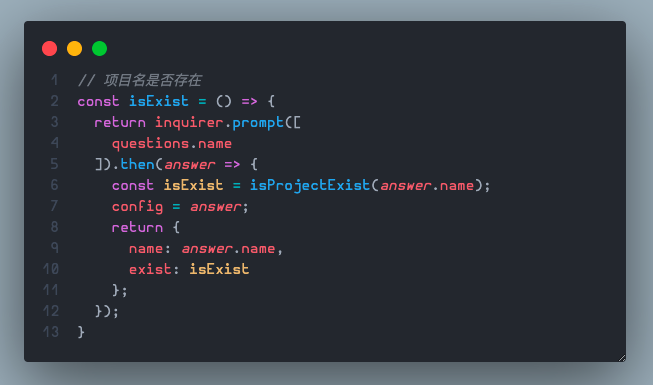 1 // 项目名是否存在
2 const isExist = () => {
3   return inquirer.prompt([
4     questions.name
5   ]).then(answer => {
6     const isExist = isProjectExist(answer.name);
7     config = answer;
8     return {
9       name: answer.name,
10       exist: isExist
11     };
12   });
13 }